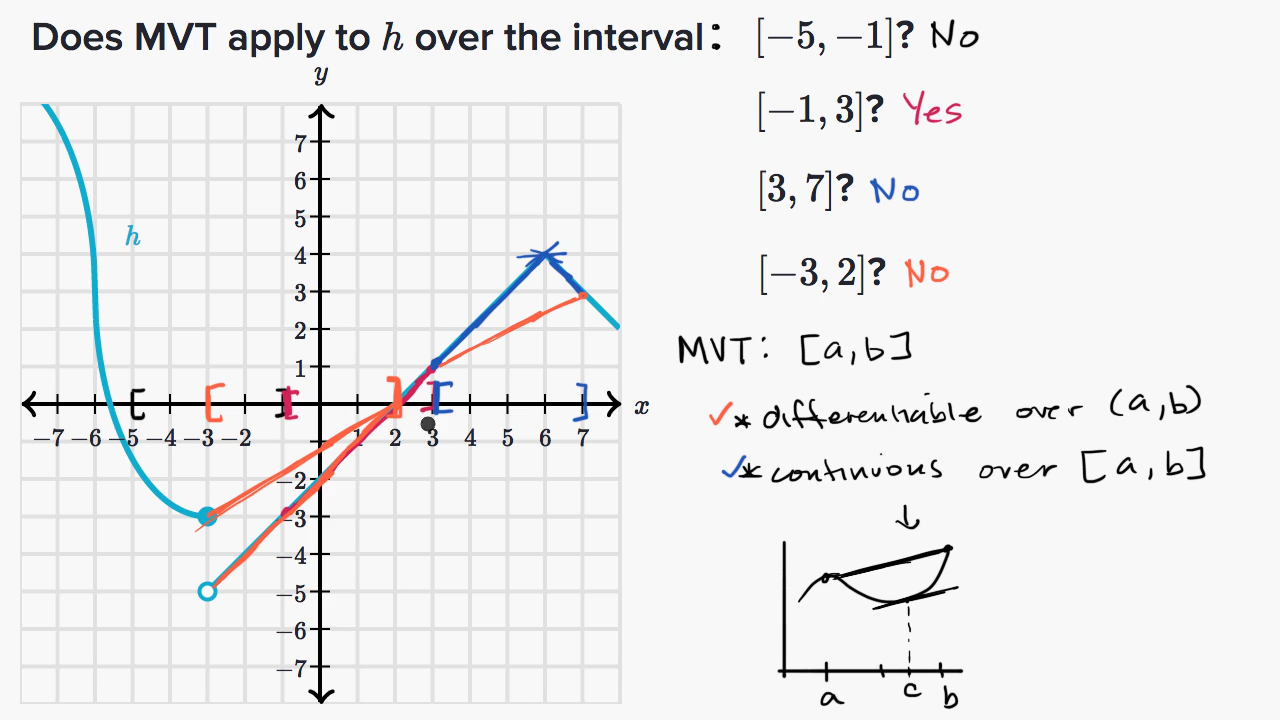 Does MVT apply to h over the interval: [−5, −1]? No
[−1, 3]? Yes
[3, 7]? No
[−3, 2]? No
MVT: [a,b]
* differentiable over (a,b)
* continuous over [a,b]
a c b
y
7
6
5
4
3
2
1
h
x
−7 −6 −5 −4 −3 −2 1 2 3 4 5 6 7
−2
−3
−4
−5
−6
−7